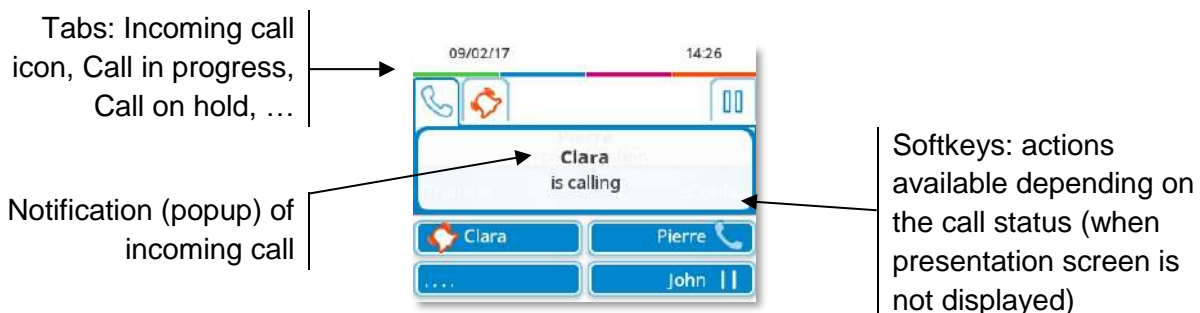 Tabs: Incoming call
icon, Call in progress,
Call on hold, …
Notification (popup) of
incoming call
09/02/17 14:26
Pierre
Clara
is calling
Clara Pierre
.... John
Softkeys: actions
available depending on
the call status (when
presentation screen is
not displayed)